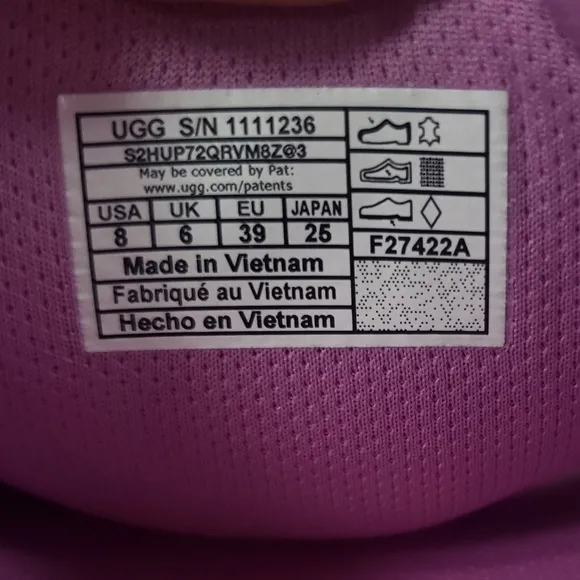 UGG S/N 1111236
S2HUP72QRVM8Z@3
May be covered by Pat:
www.ugg.com/patents
USA UK EU JAPAN
8 6 39 25
F27422A
Made in Vietnam
Fabriqué au Vietnam
Hecho en Vietnam